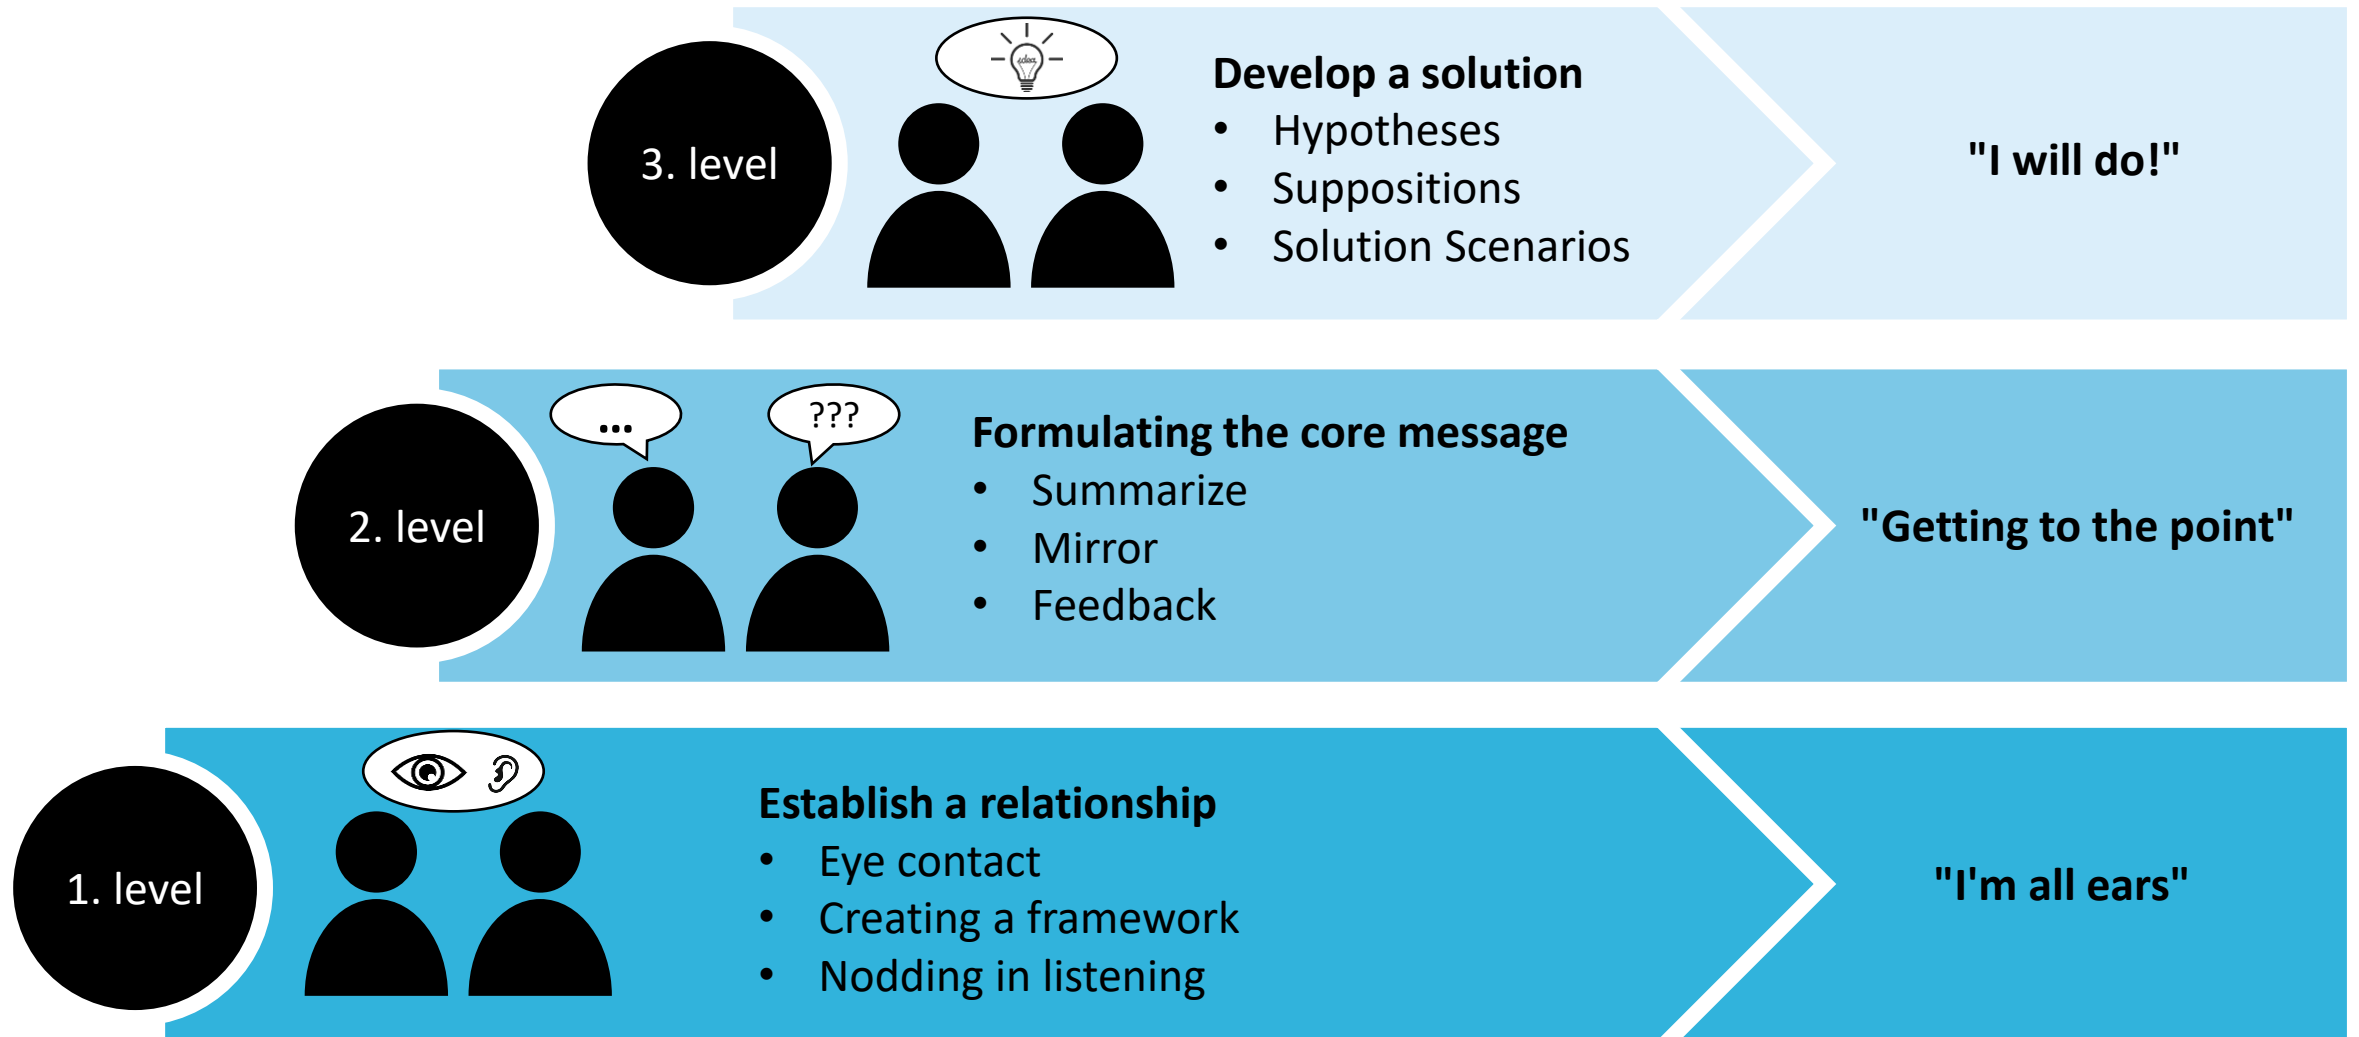 3. level
idea
Develop a solution
• Hypotheses
• Suppositions
• Solution Scenarios
"I will do!"
2. level
...
???
Formulating the core message
• Summarize
• Mirror
• Feedback
"Getting to the point"
1. level
Establish a relationship
• Eye contact
• Creating a framework
• Nodding in listening
"I'm all ears"